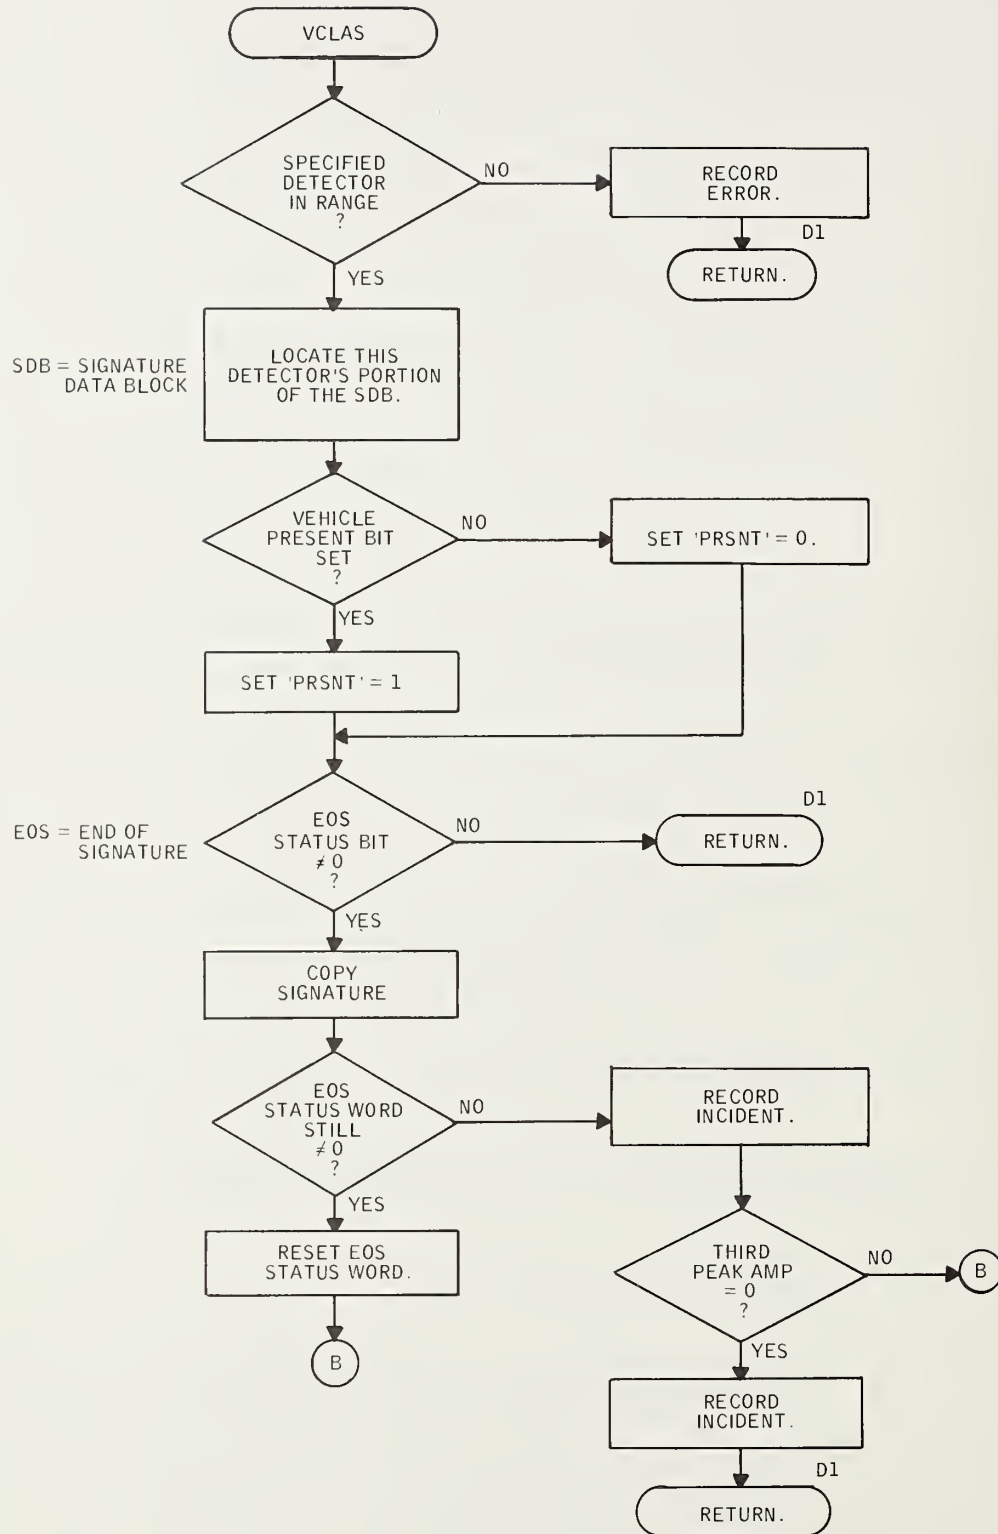 VCLAS
SPECIFIED
DETECTOR
IN RANGE
?
NO
RECORD
ERROR.
D1
RETURN.
YES
SDB = SIGNATURE
DATA BLOCK
LOCATE THIS
DETECTOR'S PORTION
OF THE SDB.
VEHICLE
PRESENT BIT
SET
?
NO
SET 'PRSNT' = 0.
YES
SET 'PRSNT' = 1
EOS = END OF
SIGNATURE
EOS
STATUS BIT
≠ 0
?
NO
D1
RETURN.
YES
COPY
SIGNATURE
EOS
STATUS WORD
STILL
≠ 0
?
NO
RECORD
INCIDENT.
YES
RESET EOS
STATUS WORD.
B
THIRD
PEAK AMP
= 0
?
NO
B
YES
RECORD
INCIDENT.
D1
RETURN.